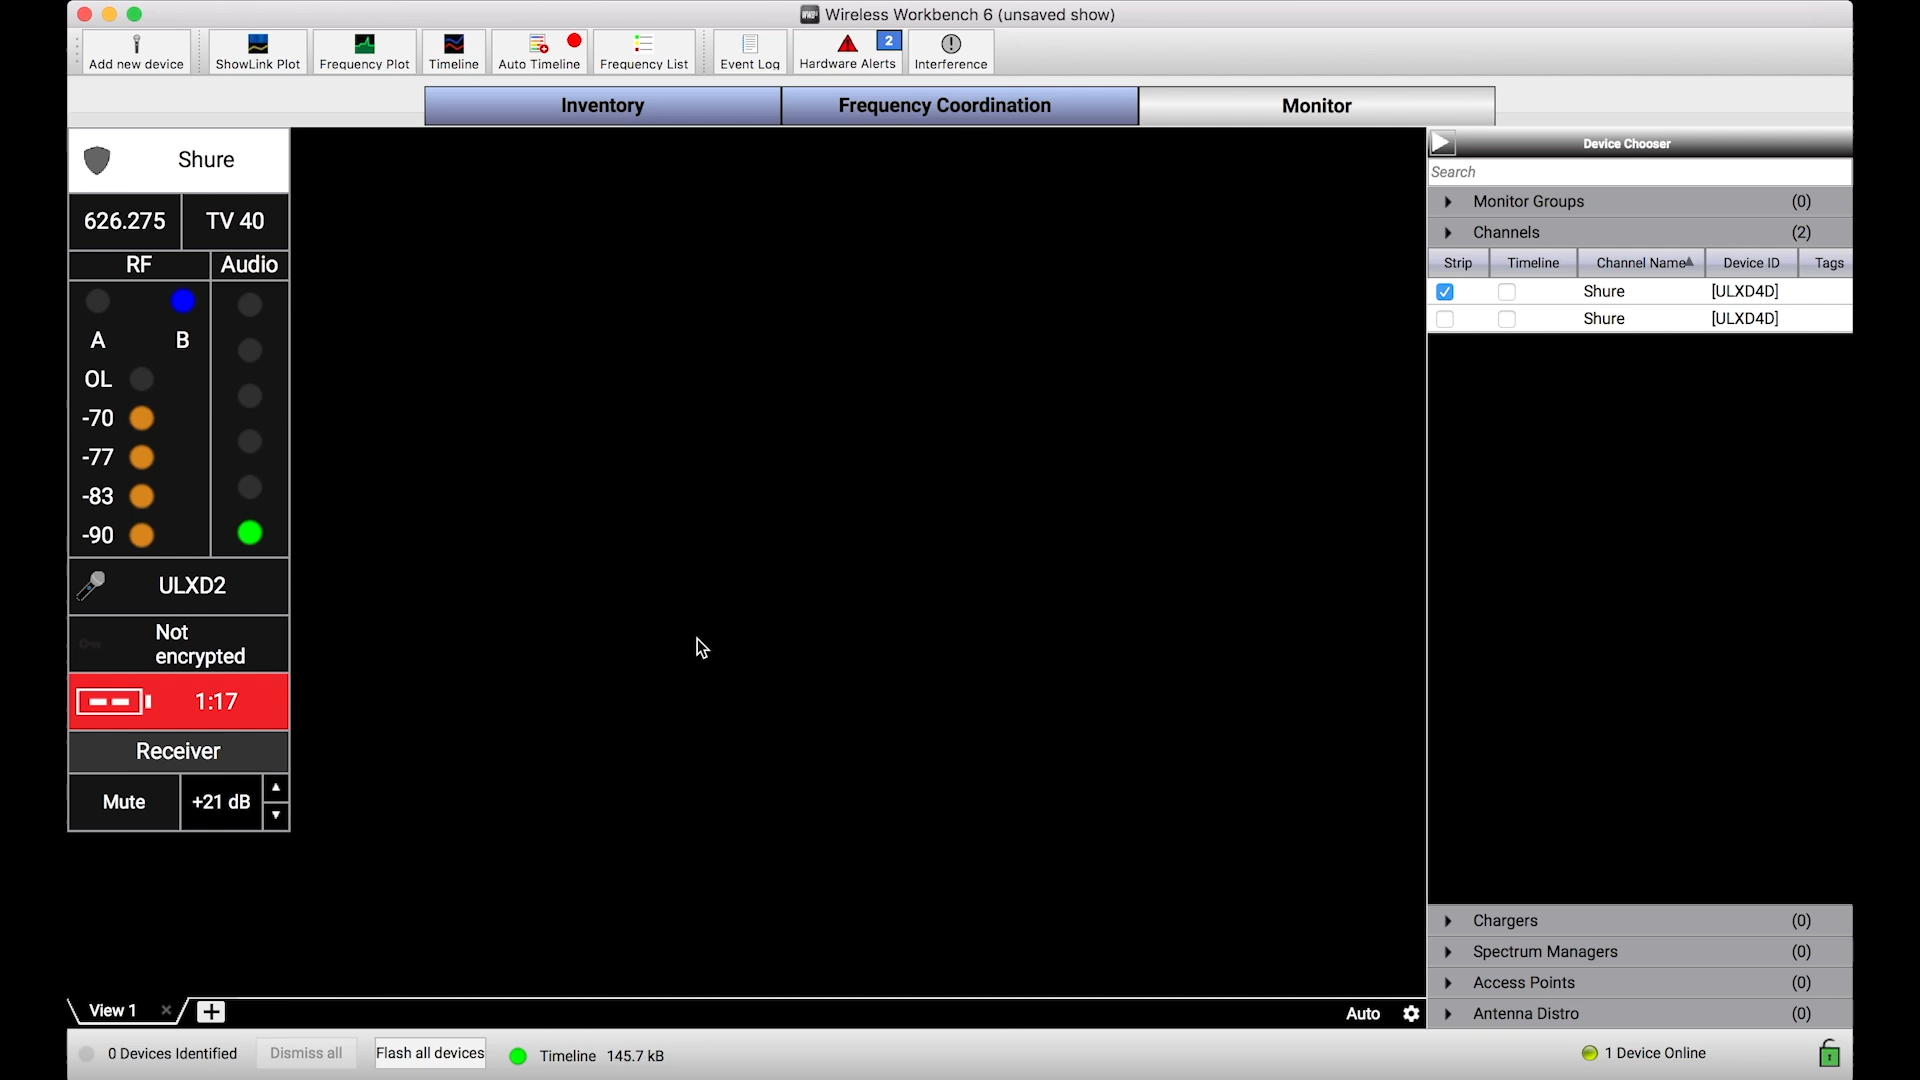 Wireless Workbench 6 (unsaved show)
Add new device
ShowLink Plot
Frequency Plot
Timeline
Auto Timeline
Frequency List
Event Log
Hardware Alerts
2
Interference
Inventory
Frequency Coordination
Monitor
Shure
626.275
TV 40
RF
Audio
A
B
OL
-70
-77
-83
-90
ULXD2
Not
encrypted
1:17
Receiver
Mute
+21 dB
Device Chooser
Search
Monitor Groups (0)
Channels (2)
Strip Timeline Channel Name Device ID Tags
Shure [ULXD4D]
Shure [ULXD4D]
Chargers (0)
Spectrum Managers (0)
Access Points (0)
Antenna Distro (0)
View 1
Auto
0 Devices Identified
Dismiss all
Flash all devices
Timeline 145.7 kB
1 Device Online